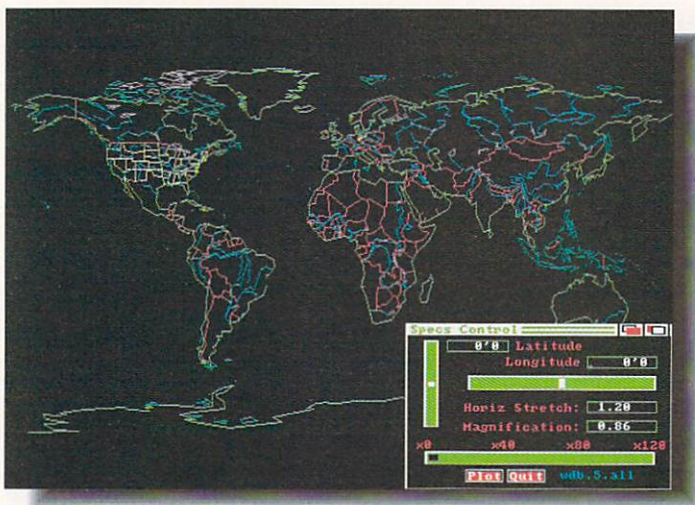 Specs Control
0'0 Latitude
Longitude 0'0
Horiz Stretch: 1.20
Magnification: 0.86
x0 x40 x80 x120
Plot Quit wdb.5.all